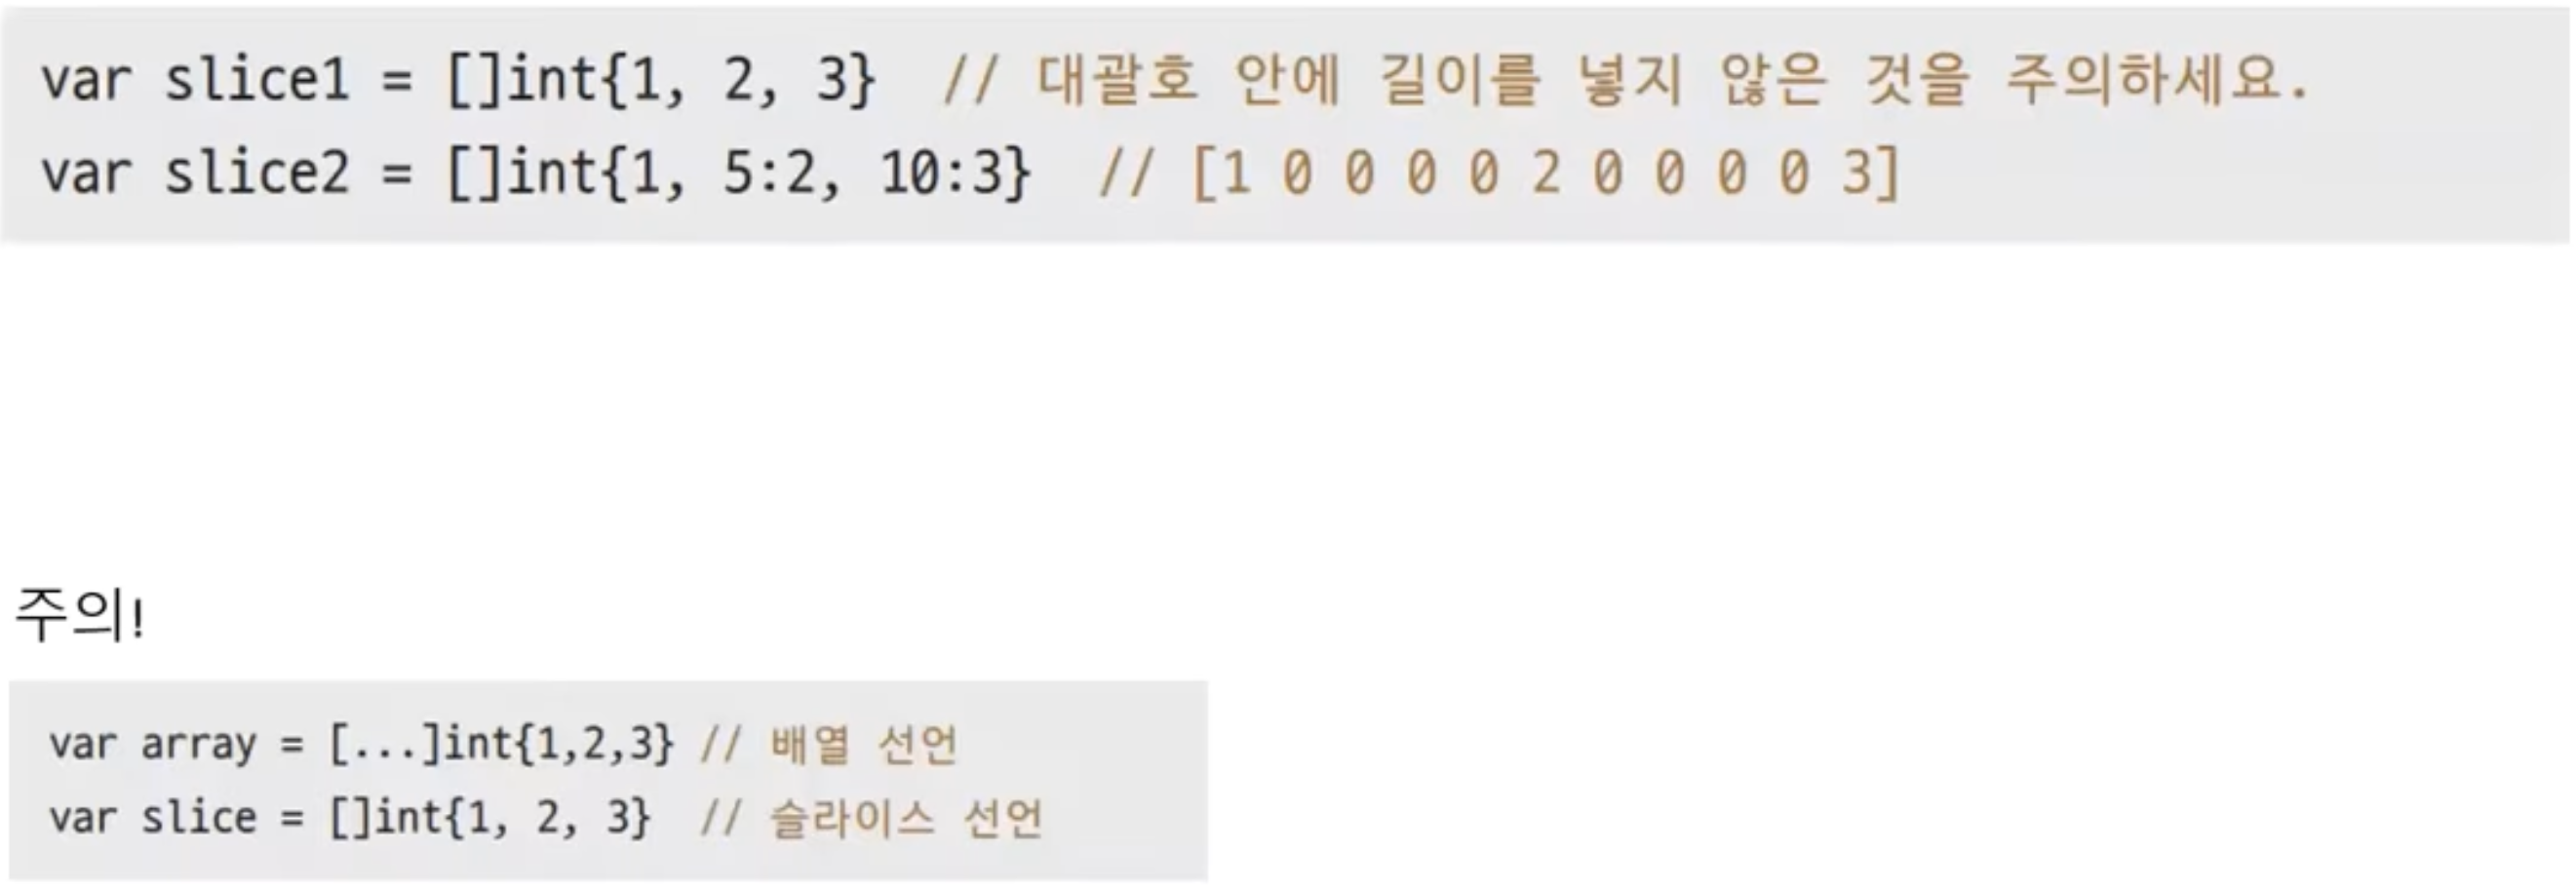 var slice1 = []int{1, 2, 3}  // 대괄호 안에 길이를 넣지 않은 것을 주의하세요.
var slice2 = []int{1, 5:2, 10:3}  // [1 0 0 0 0 2 0 0 0 0 3]
주의!
var array = [...]int{1,2,3} // 배열 선언
var slice = []int{1, 2, 3}  // 슬라이스 선언